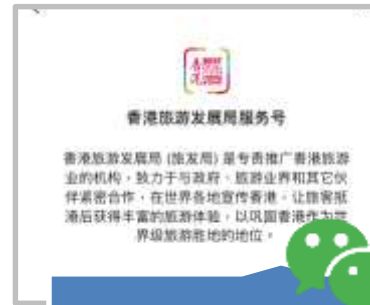 香港旅游发展局服务号
香港旅游发展局 (旅发局) 是专责推广香港旅游
业的机构，致力于与政府、旅游业界和其它伙
伴紧密合作，在世界各地宣传香港，让旅客抵
港后获得丰富的旅游体验，以巩固香港作为世
界级旅游胜地的地位。